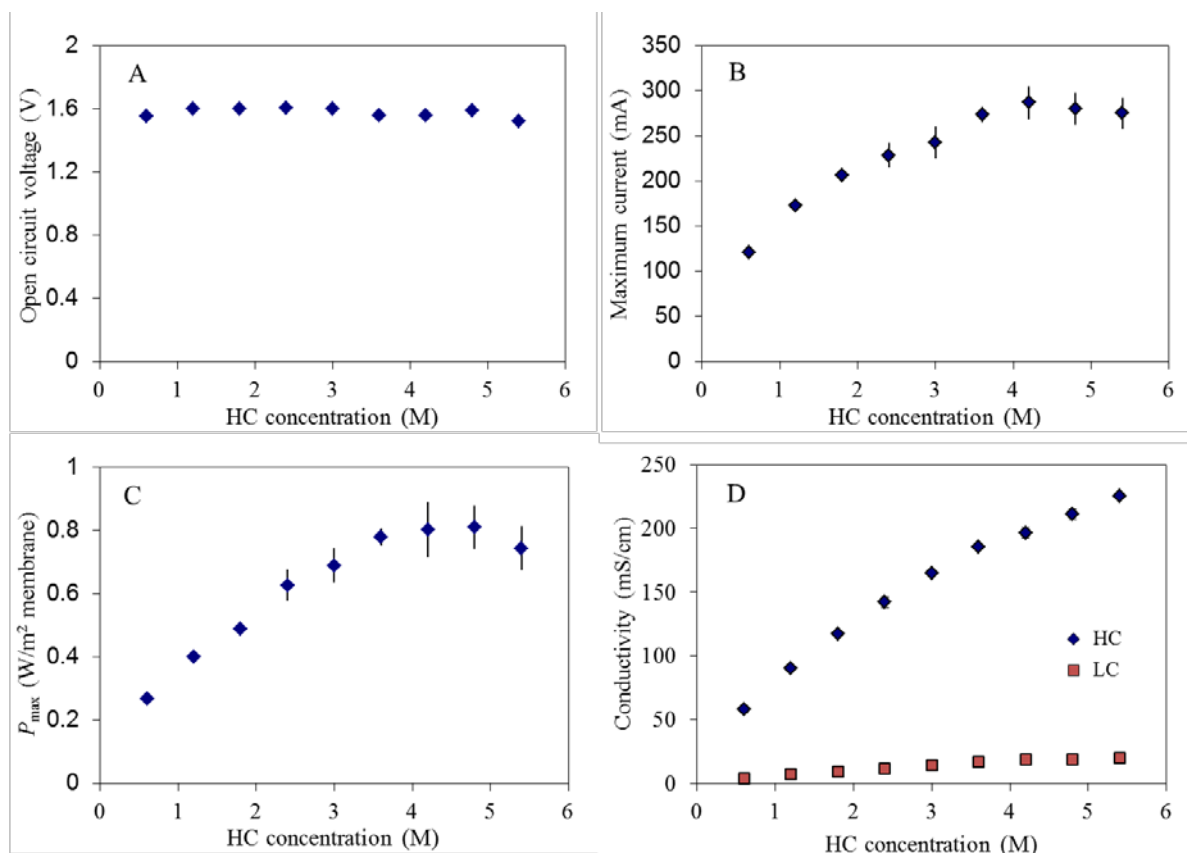 A
Open circuit voltage (V)
2
1.6
1.2
0.8
0.4
0
0 1 2 3 4 5 6
HC concentration (M)
B
Maximum current (mA)
350
300
250
200
150
100
50
0
0 1 2 3 4 5 6
HC concentration (M)
C
Pmax (W/m² membrane)
1
0.8
0.6
0.4
0.2
0
0 1 2 3 4 5 6
HC concentration (M)
D
Conductivity (mS/cm)
250
200
150
100
50
0
HC
LC
0 1 2 3 4 5 6
HC concentration (M)